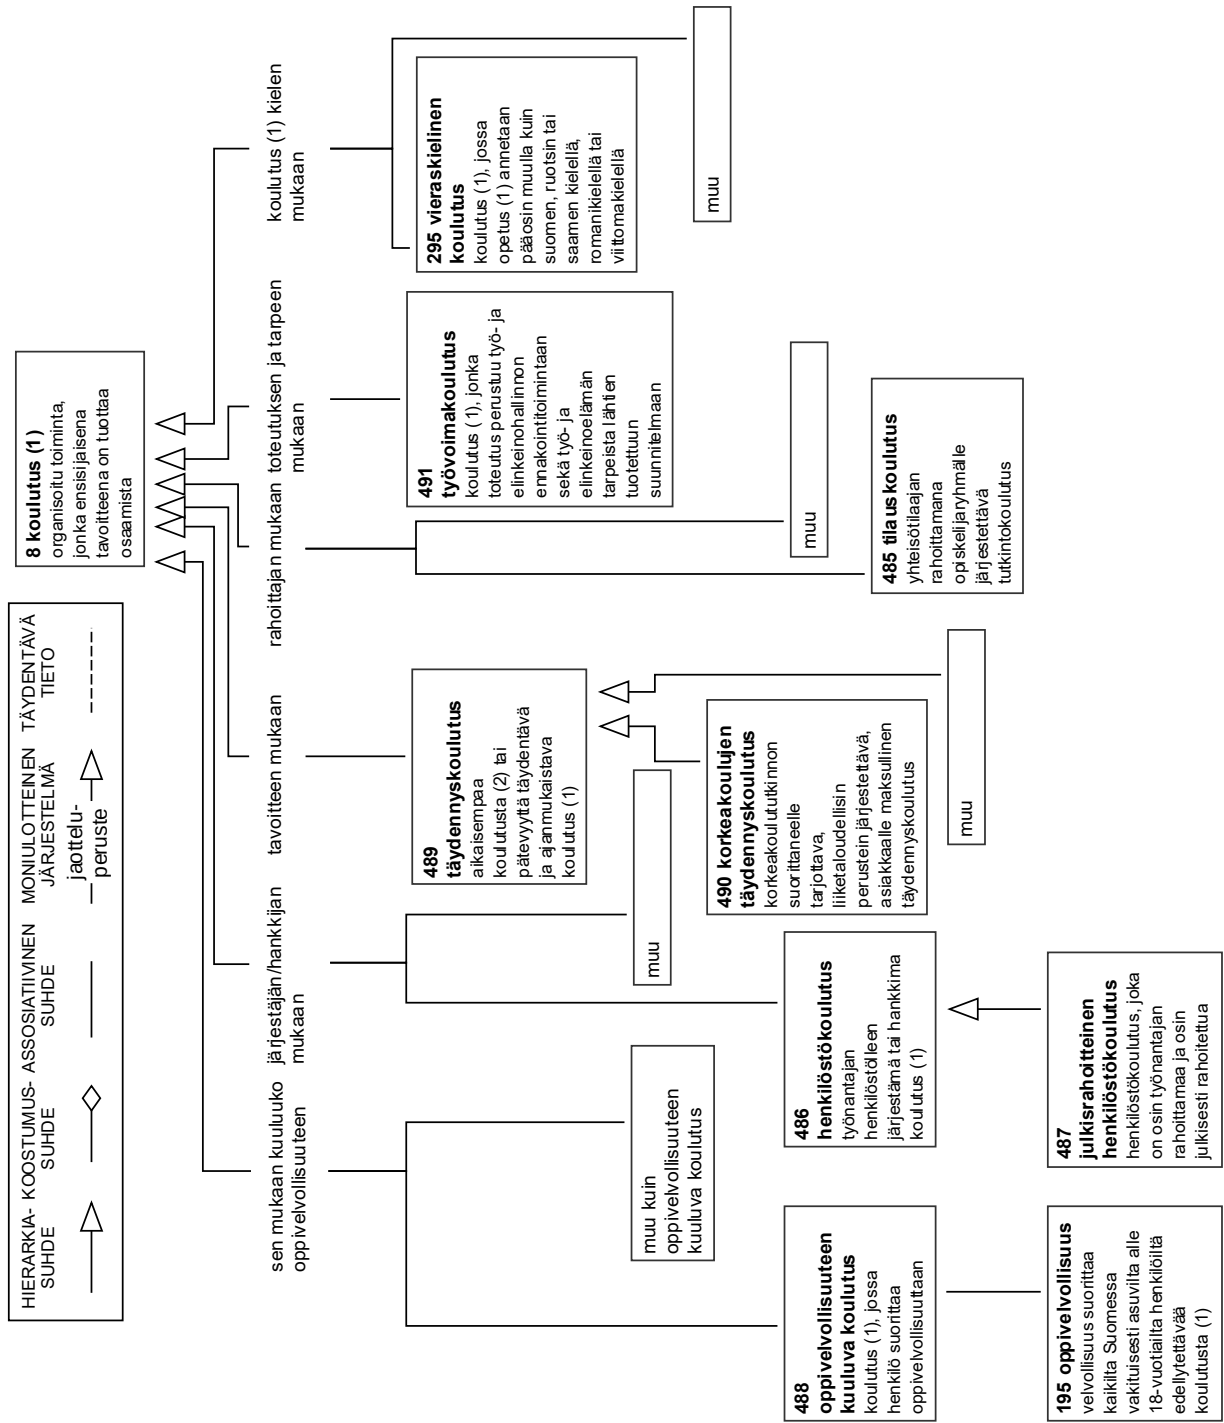 HIERARKIA-
SUHDE
KOOSTUMUS-
SUHDE
ASSOSIATIIVINEN
SUHDE
MONIULOTTEINEN
JÄRJESTELMÄ
jaottelu-
peruste
TÄYDENTÄVÄ
TIETO
8 koulutus (1)
organisoitu toiminta,
jonka ensisijaisena
tavoitteena on tuottaa
osaamista
sen mukaan kuuluuko
oppivelvollisuuteen
järjestäjän/hankkijan
mukaan
tavoitteen mukaan
rahoittajan mukaan
toteutuksen ja tarpeen
mukaan
koulutus (1) kielen
mukaan
488
oppivelvollisuuteen
kuuluva koulutus
koulutus (1), jossa
henkilö suorittaa
oppivelvollisuuttaan
muu kuin
oppivelvollisuuteen
kuuluva koulutus
195 oppivelvollisuus
velvollisuus suorittaa
kaikilta Suomessa
vakituisesti asuvilta alle
18-vuotiailta henkilöiltä
edellytettävää
koulutusta (1)
486
henkilöstökoulutus
työnantajan
henkilöstölleen
järjestämä tai hankkima
koulutus (1)
muu
487
julkisrahoitteinen
henkilöstökoulutus
henkilöstökoulutus, joka
on osin työnantajan
rahoittamaa ja osin
julkisesti rahoitettua
489
täydennyskoulutus
aikaisempaa
koulutusta (2) tai
pätevyyttä täydentävä
ja ajanmukaistava
koulutus (1)
490 korkeakoulujen
täydennyskoulutus
korkeakoulututkinnon
suorittaneelle
tarjottava,
liiketaloudellisin
perustein järjestettävä,
asiakkaalle maksullinen
täydennyskoulutus
muu
485 tilauskoulutus
yhteisötilaajan
rahoittamana
opiskelijaryhmälle
järjestettävä
tutkintokoulutus
muu
491
työvoimakoulutus
koulutus (1), jonka
toteutus perustuu työ- ja
elinkeinohallinnon
ennakointitoimintaan
sekä työ- ja
elinkeinoelämän
tarpeista lähtien
tuotettuun
suunnitelmaan
295 vieraskielinen
koulutus
koulutus (1), jossa
opetus (1) annetaan
pääosin muulla kuin
suomen, ruotsin tai
saamen kielellä,
romanikielellä tai
viittomakielellä
muu